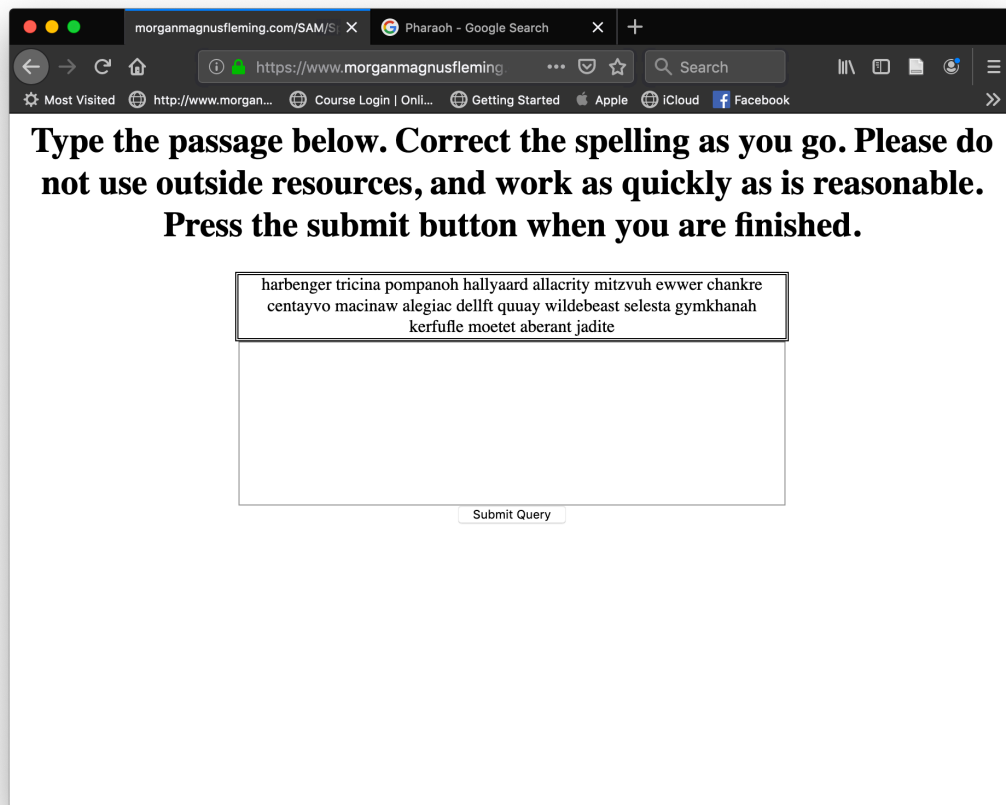 morganmagnusfleming.com/SAM/S
Pharaoh - Google Search
https://www.morganmagnusfleming.
Search
Most Visited
http://www.morgan...
Course Login | Onli...
Getting Started
Apple
iCloud
Facebook
Type the passage below. Correct the spelling as you go. Please do
not use outside resources, and work as quickly as is reasonable.
Press the submit button when you are finished.
harbenger tricina pompanoh hallyaard allacrity mitzvuh ewwer chankre
centayvo macinaw alegiac dellft quuay wildebeast selesta gymkhanah
kerfufle moetet aberant jadite
Submit Query